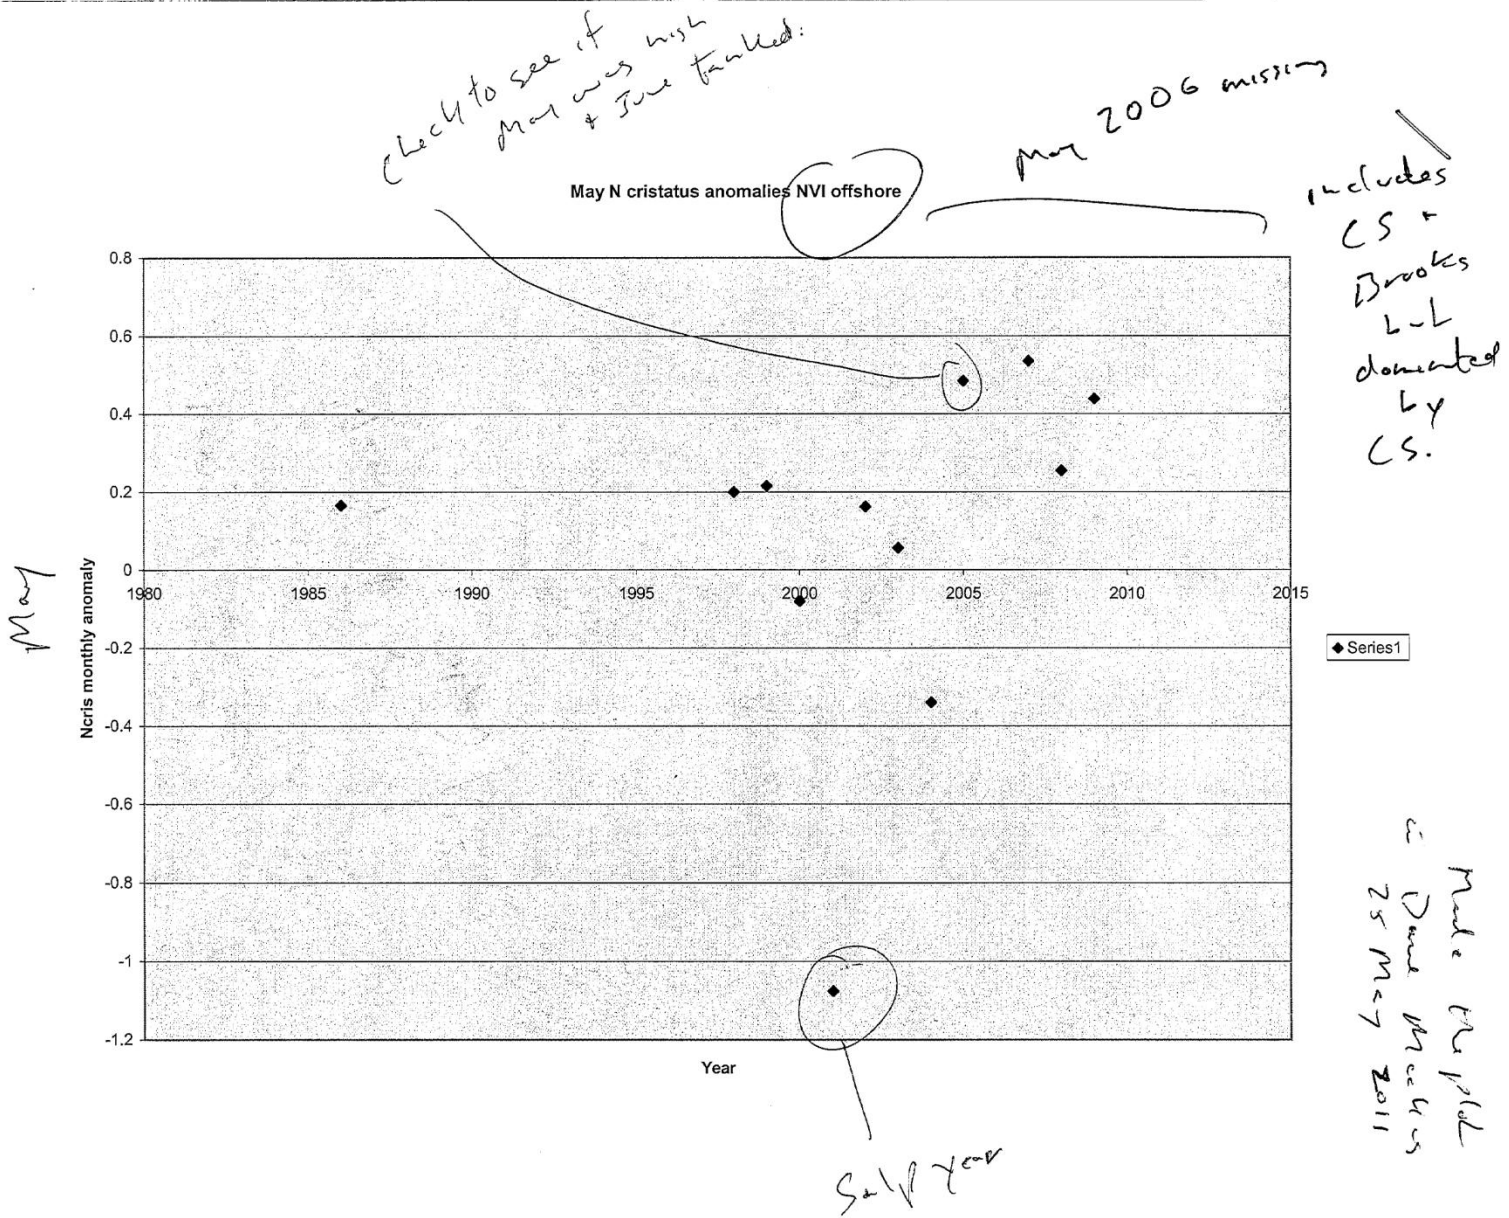 Check to see if
May was high
+ June tanked.
May 2006 missing
includes
CS +
Brooks
but
dominated
by
CS.
May N cristatus anomalies NVI offshore
0.8
0.6
0.4
0.2
0
-0.2
-0.4
-0.6
-0.8
-1
-1.2
1980 1985 1990 1995 2000 2005 2010 2015
May
Ncris monthly anomaly
Year
Series1
Salp year
Made the plot
in Dave
25 May 2011